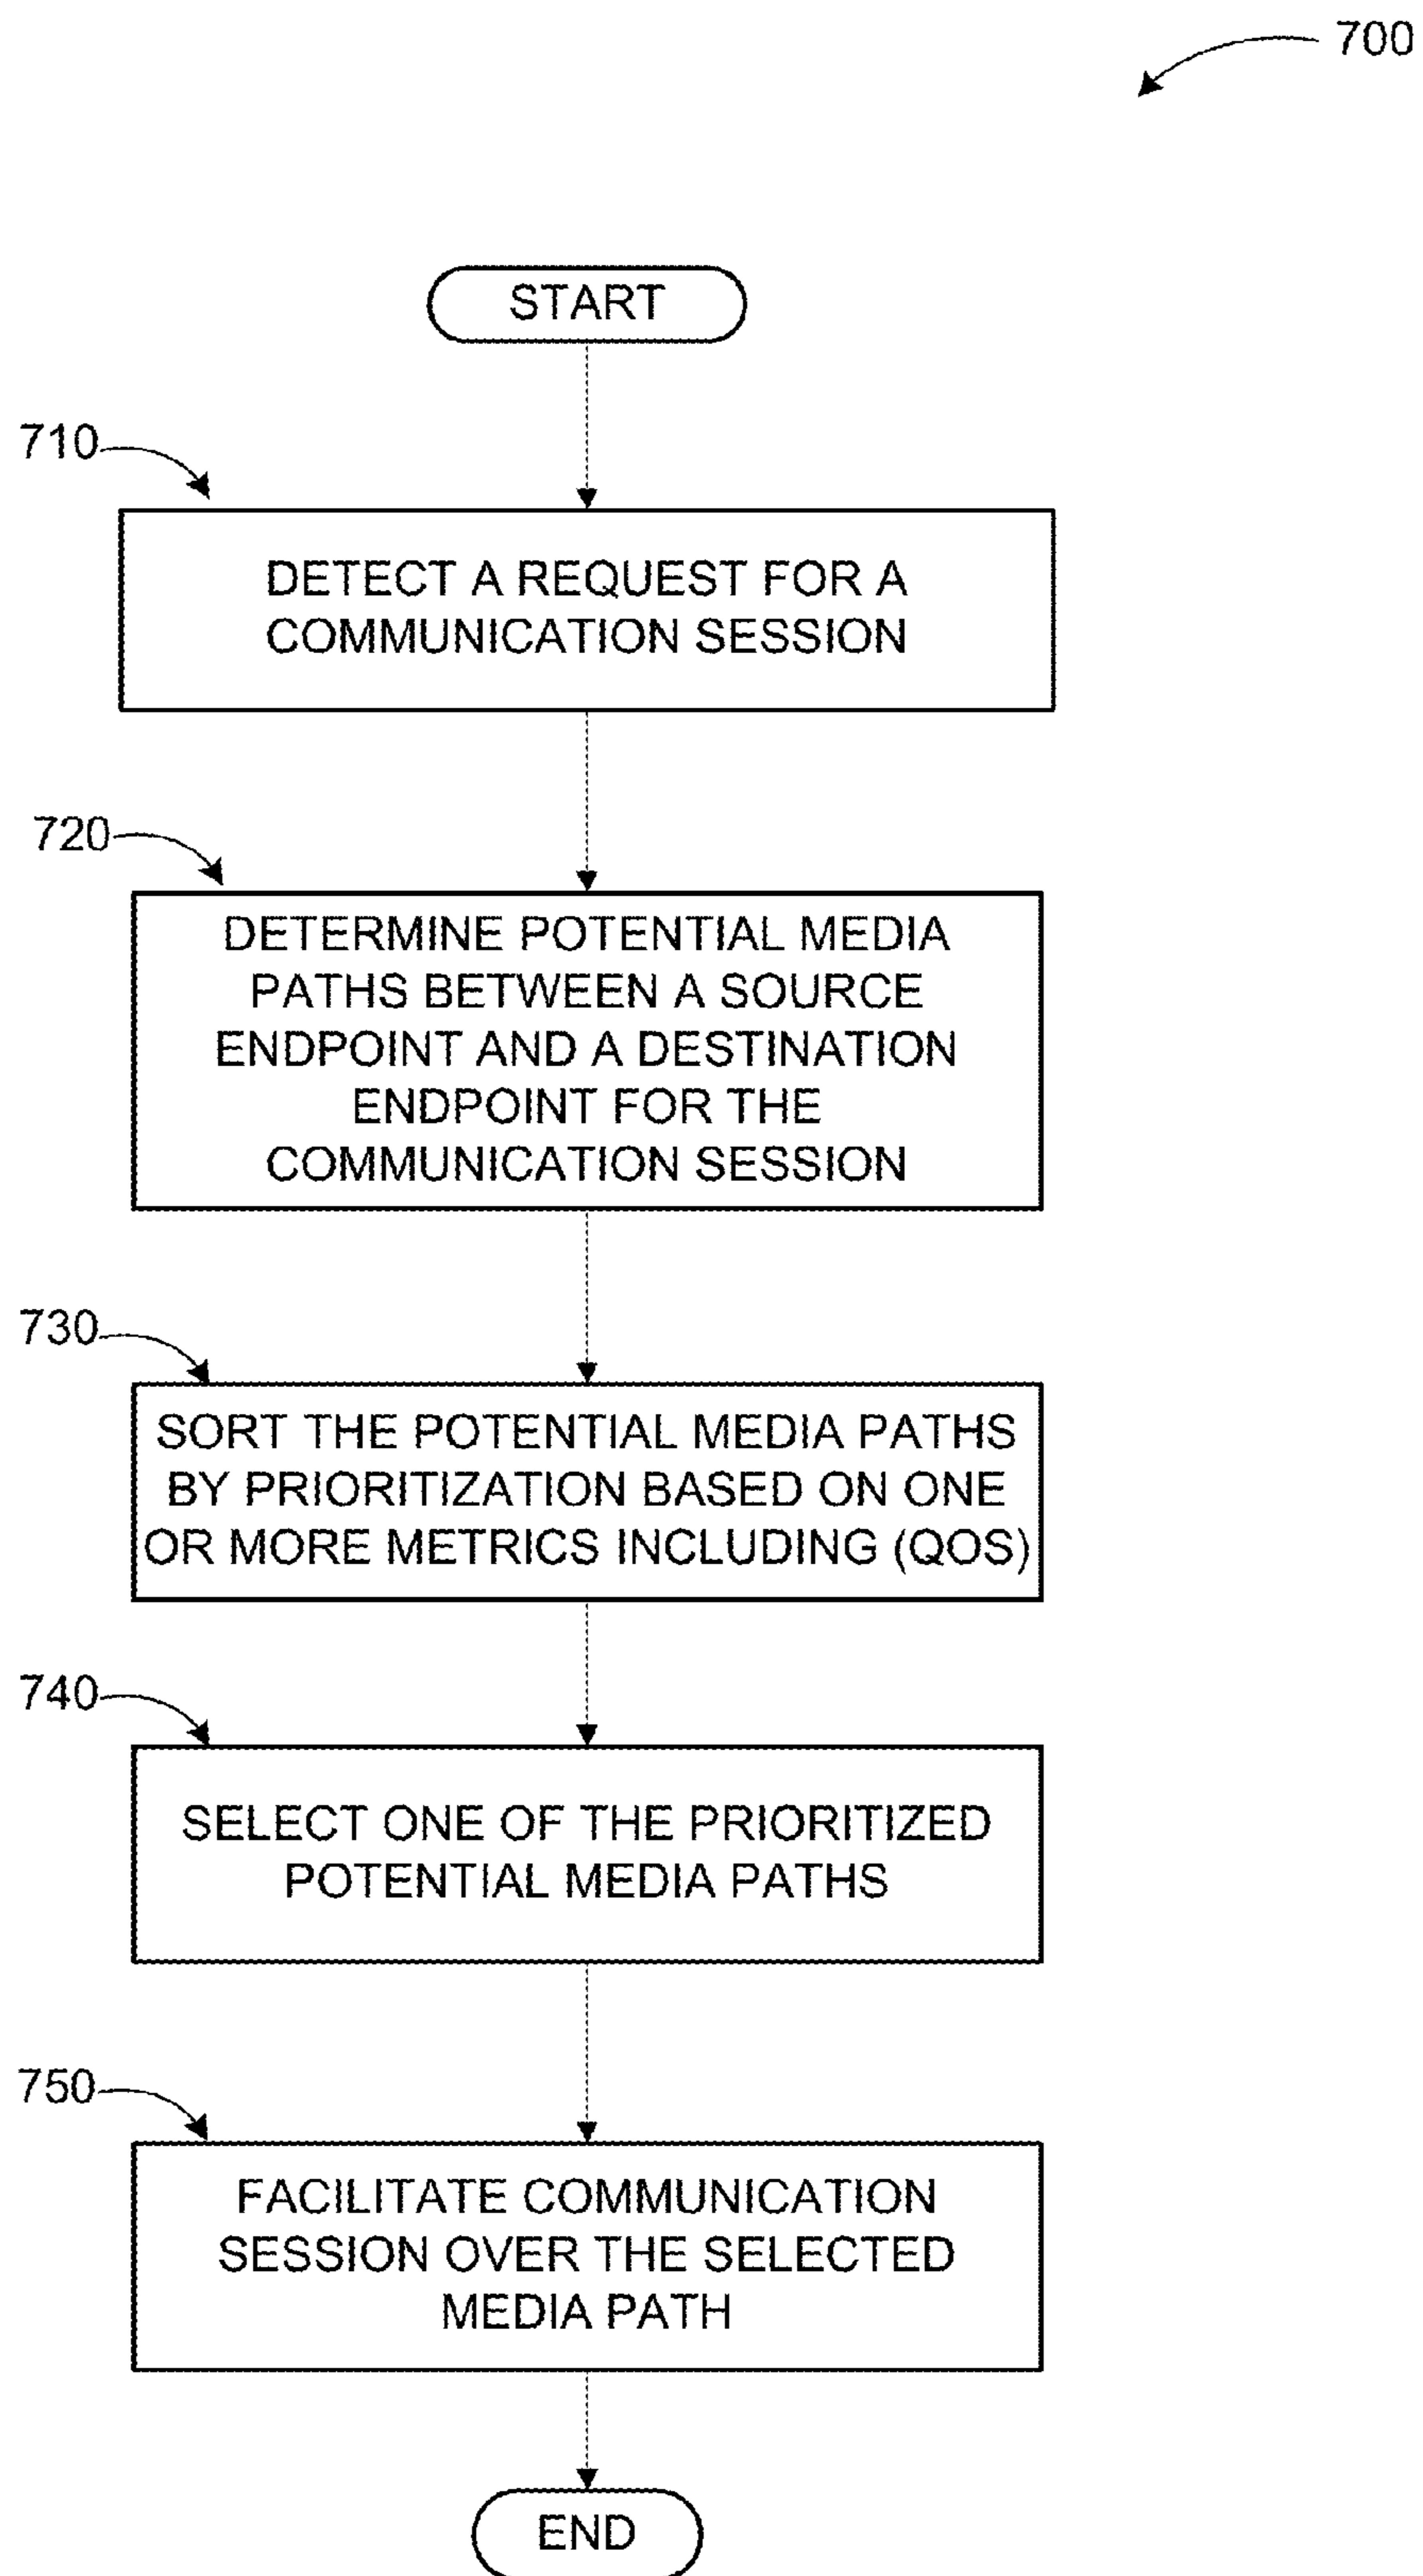 700
START
710
DETECT A REQUEST FOR A
COMMUNICATION SESSION
720
DETERMINE POTENTIAL MEDIA
PATHS BETWEEN A SOURCE
ENDPOINT AND A DESTINATION
ENDPOINT FOR THE
COMMUNICATION SESSION
730
SORT THE POTENTIAL MEDIA PATHS
BY PRIORITIZATION BASED ON ONE
OR MORE METRICS INCLUDING (QOS)
740
SELECT ONE OF THE PRIORITIZED
POTENTIAL MEDIA PATHS
750
FACILITATE COMMUNICATION
SESSION OVER THE SELECTED
MEDIA PATH
END